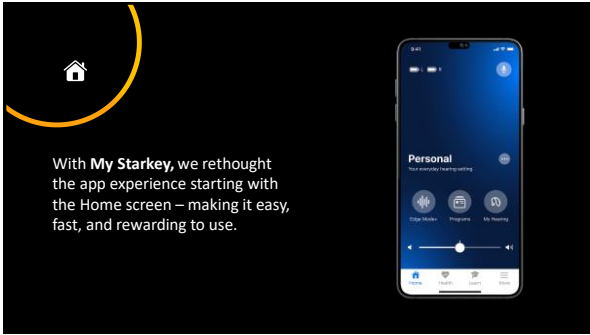 With My Starkey, we rethought
the app experience starting with
the Home screen – making it easy,
fast, and rewarding to use.
9:41
L R
Personal
Your everyday hearing setting
Edge Mode+ Programs My Hearing
Home Health Learn More